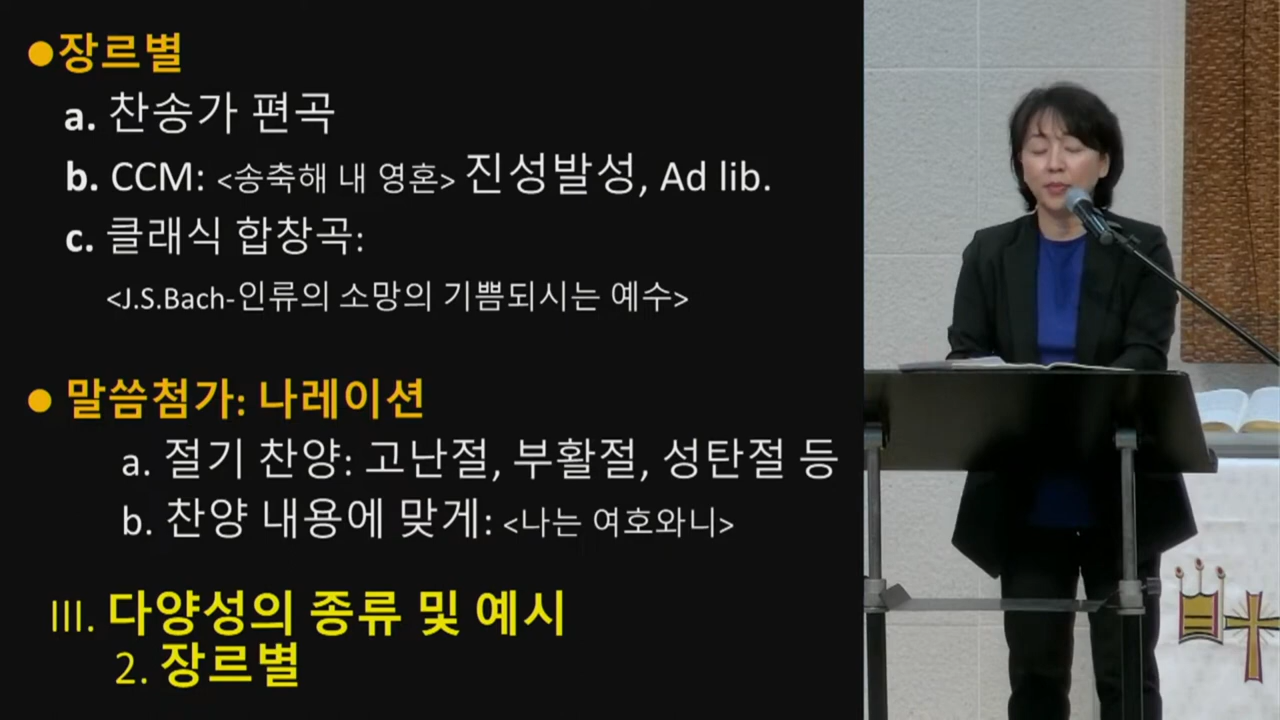 ●장르별
a. 찬송가 편곡
b. CCM: <송축해 내 영혼> 진성발성, Ad lib.
c. 클래식 합창곡:
<J.S.Bach-인류의 소망의 기쁨되시는 예수>
● 말씀첨가: 나레이션
a. 절기 찬양: 고난절, 부활절, 성탄절 등
b. 찬양 내용에 맞게: <나는 여호와니>
III. 다양성의 종류 및 예시
2. 장르별